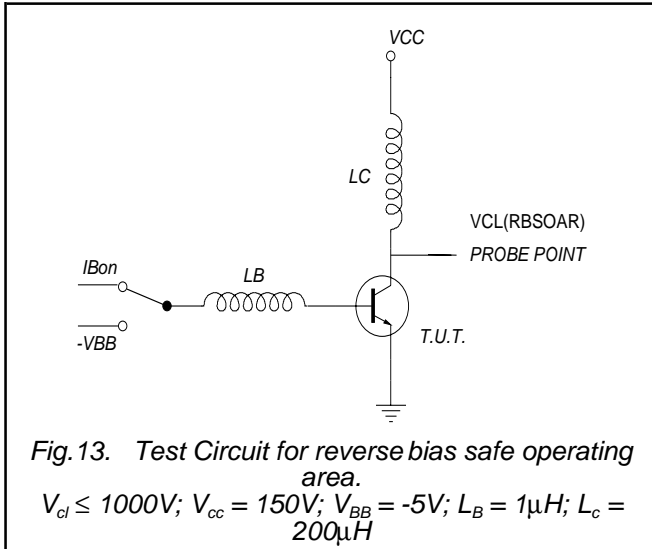 VCC
LC
VCL(RBSOAR)
PROBE POINT
IBon
LB
-VBB
T.U.T.
Fig.13. Test Circuit for reverse bias safe operating
area.
Vcl ≤ 1000V; Vcc = 150V; VBB = -5V; LB = 1μH; Lc =
200μH